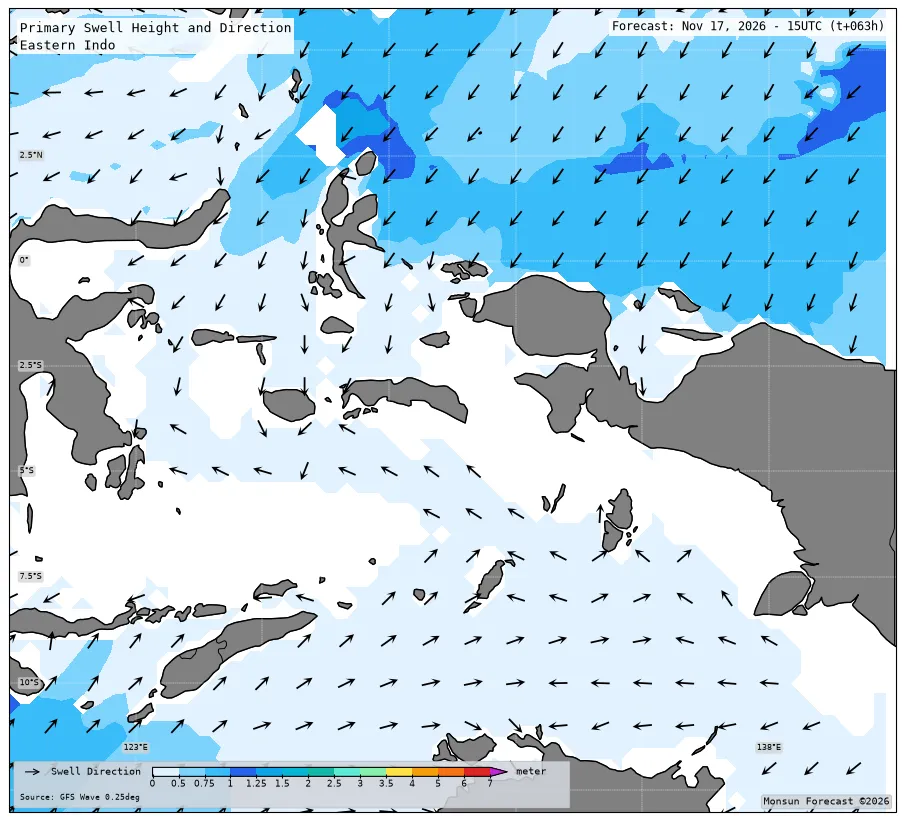 Primary Swell Height and Direction
Eastern Indo
Forecast: Nov 17, 2026 - 15UTC (t+063h)
2.5°N
0°
2.5°S
5°S
7.5°S
10°S
123°E
138°E
Swell Direction
0 0.5 0.75 1 1.25 1.5 2 2.5 3 3.5 4 5 6 7
meter
Source: GFS Wave 0.25deg
Monsun Forecast ©2026